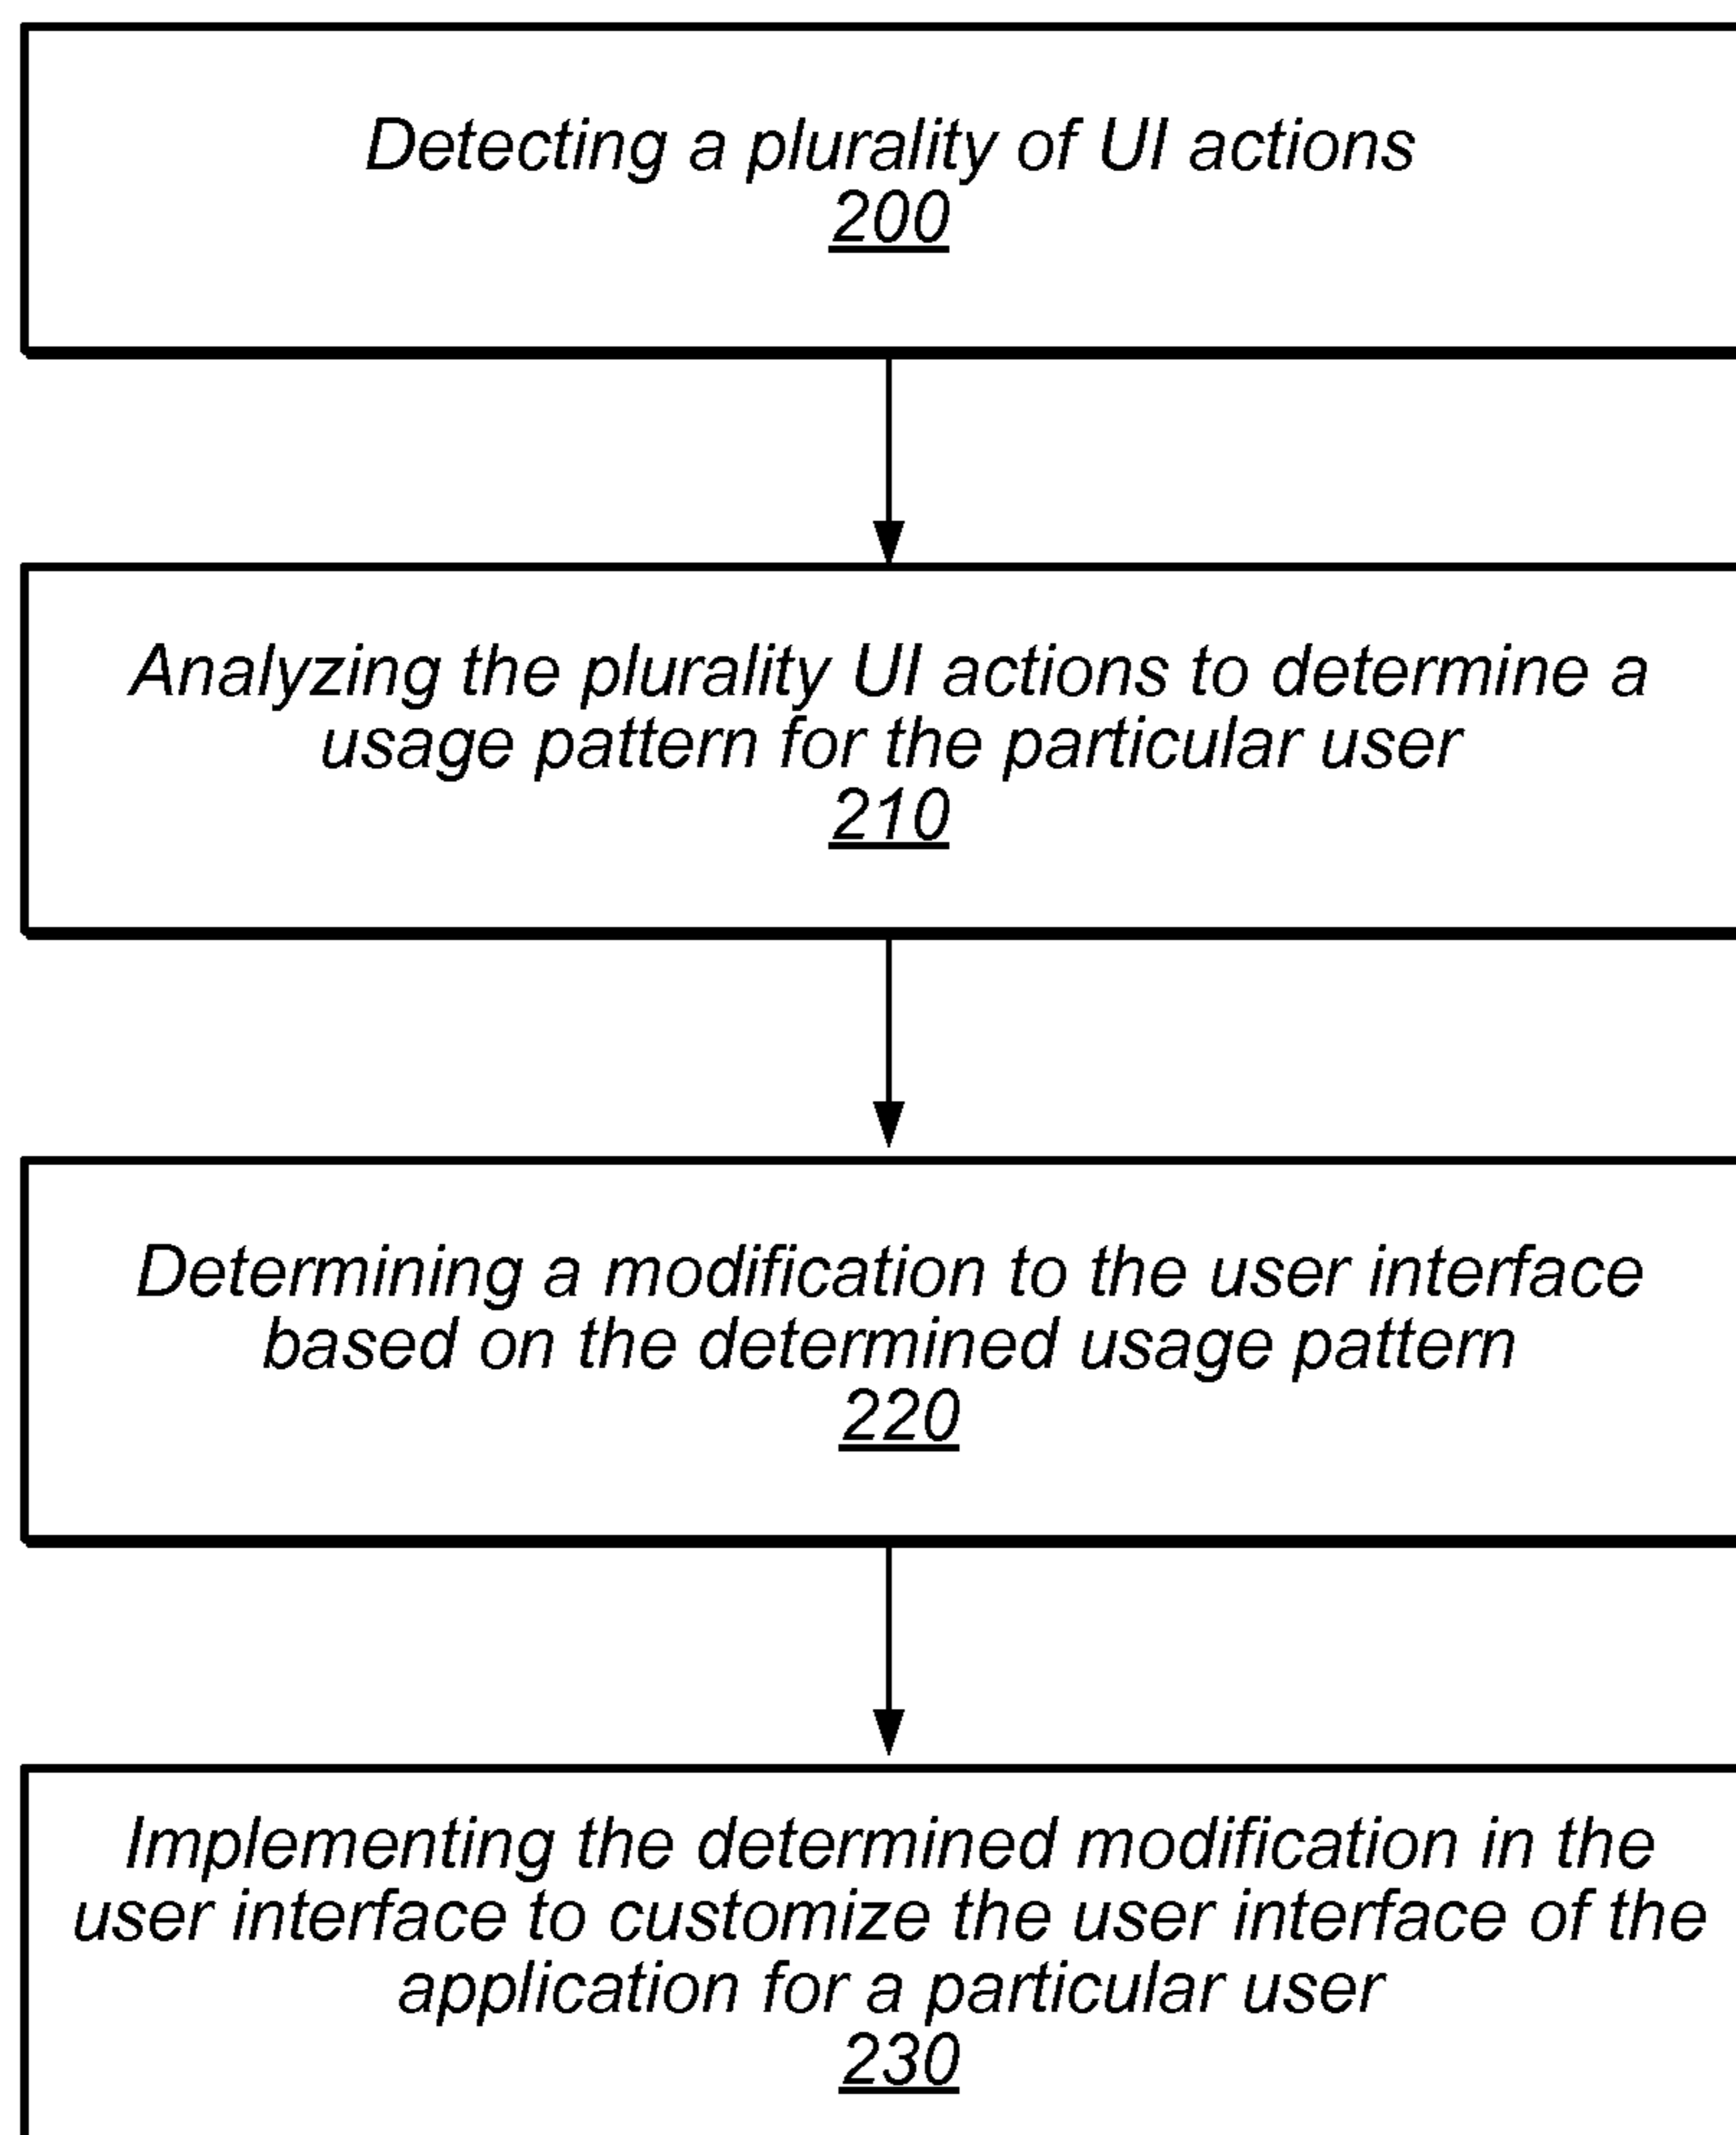 Detecting a plurality of UI actions
200
Analyzing the plurality UI actions to determine a
usage pattern for the particular user
210
Determining a modification to the user interface
based on the determined usage pattern
220
Implementing the determined modification in the
user interface to customize the user interface of the
application for a particular user
230